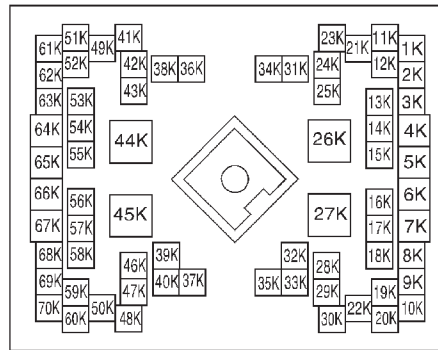 51K 41K 23K 11K
61K 49K 21K 1K
52K 42K 24K 12K
62K 38K 36K 34K 31K 2K
43K 25K
63K 53K 13K 3K
64K 54K 44K 26K 14K 4K
65K 55K 15K 5K
66K 56K 16K 6K
67K 57K 45K 27K 17K 7K
68K 58K 46K 39K 32K 28K 18K 8K
69K 59K 47K 40K 37K 35K 33K 29K 19K 9K
70K 60K 50K 48K 30K 22K 20K 10K